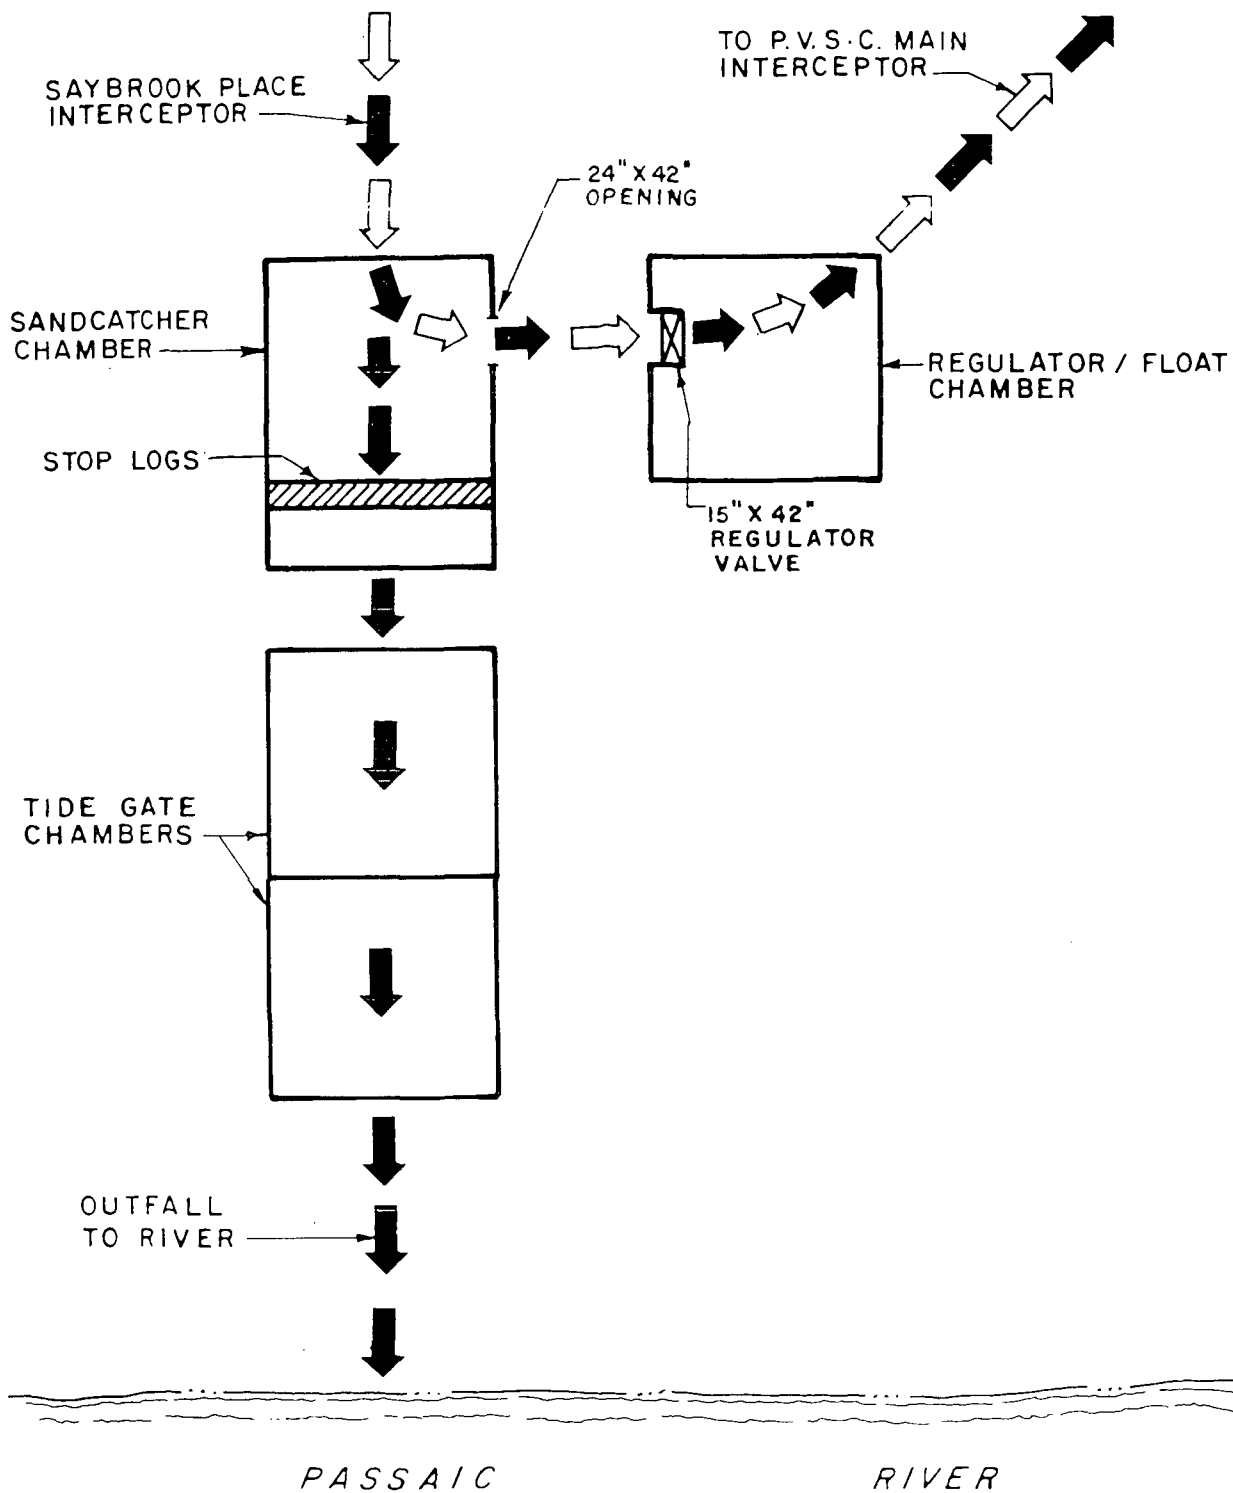 TO P.V.S.C. MAIN
INTERCEPTOR
SAYBROOK PLACE
INTERCEPTOR
24" X 42"
OPENING
SANDCATCHER
CHAMBER
REGULATOR / FLOAT
CHAMBER
STOP LOGS
15" X 42"
REGULATOR
VALVE
TIDE GATE
CHAMBERS
OUTFALL
TO RIVER
PASSAIC RIVER